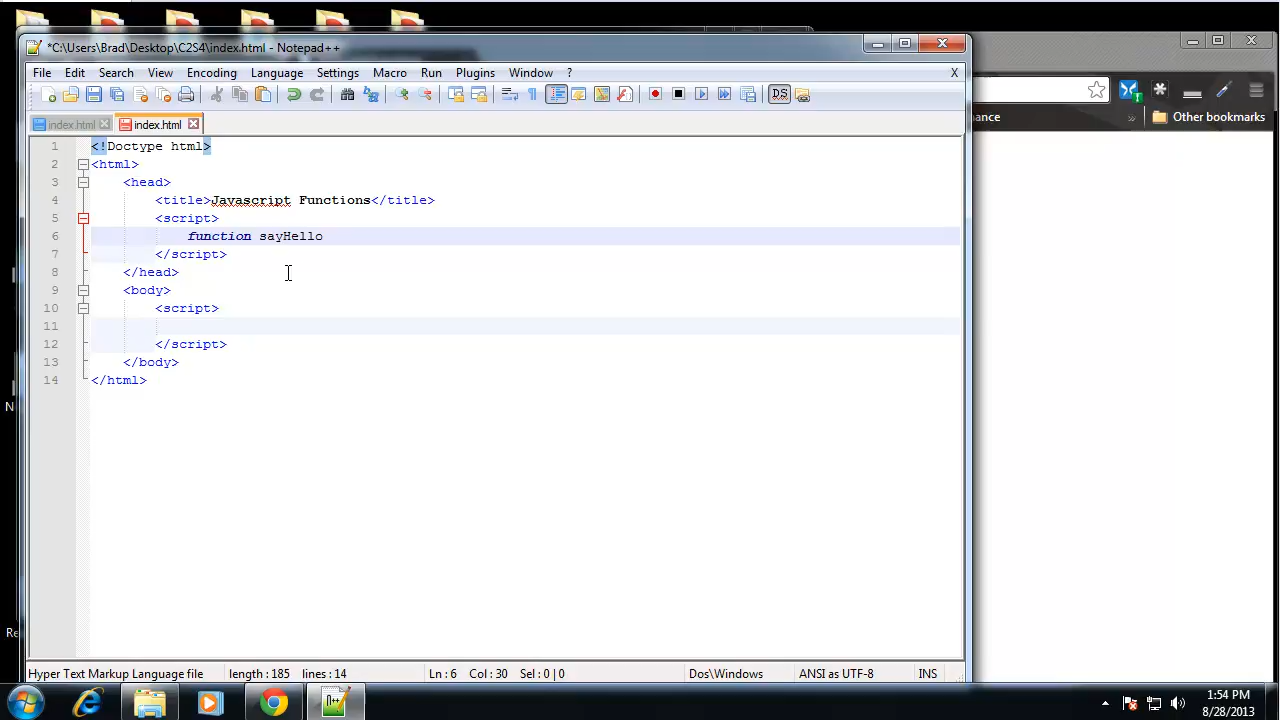 *C:\Users\Brad\Desktop\C2S4\index.html - Notepad++
File Edit Search View Encoding Language Settings Macro Run Plugins Window ? X
index.html index.html
nance » Other bookmarks
1 <!Doctype html>
2 <html>
3 <head>
4 <title>Javascript Functions</title>
5 <script>
6 function sayHello
7 </script>
8 </head>
9 <body>
10 <script>
11
12 </script>
13 </body>
14 </html>
N
Re
Hyper Text Markup Language file length : 185 lines : 14 Ln : 6 Col : 30 Sel : 0 | 0 Dos\Windows ANSI as UTF-8 INS
1:54 PM
8/28/2013